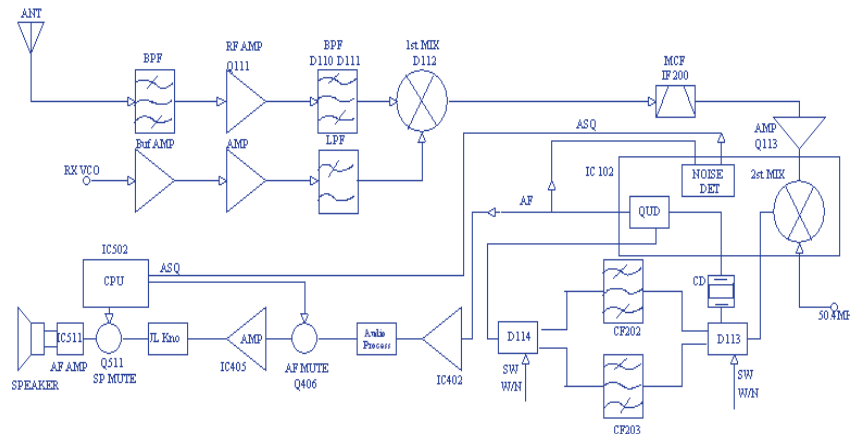 ANT
BPF
RF AMP
Q111
BPF
D110 D111
1st MIX
D112
MCF
IF200
AMP
Q113
Buf AMP
AMP
LPF
ASQ
RX VCO
IC 102
NOISE
DET
2st MIX
AF
QUD
IC502
CPU
ASQ
CD
50.4MH
IC511
AF AMP
SPEAKER
Q511
SP MUTE
JL Kno
AMP
IC405
AF MUTE
Q406
Audio
Process
IC402
D114
SW
W/N
CF202
D113
SW
W/N
CF203